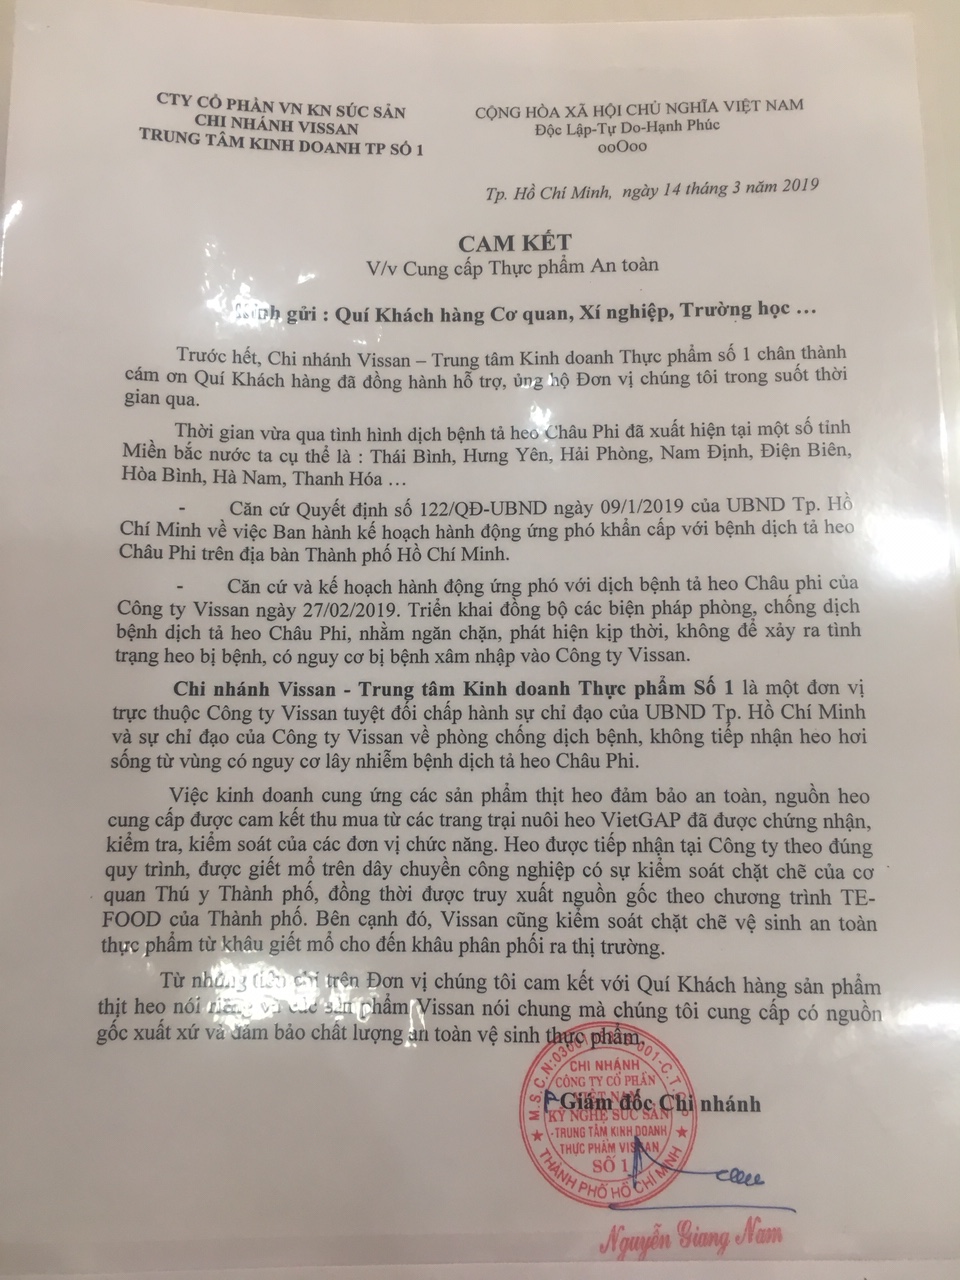 CTY CỔ PHẦN VN KN SÚC SẢN
CHI NHÁNH VISSAN
TRUNG TÂM KINH DOANH TP SỐ 1
CỘNG HÒA XÃ HỘI CHỦ NGHĨA VIỆT NAM
Độc Lập-Tự Do-Hạnh Phúc
ooOoo
Tp. Hồ Chí Minh, ngày 14 tháng 3 năm 2019
CAM KẾT
V/v Cung cấp Thực phẩm An toàn
Kính gửi : Quí Khách hàng Cơ quan, Xí nghiệp, Trường học ...
Trước hết, Chi nhánh Vissan – Trung tâm Kinh doanh Thực phẩm số 1 chân thành
cám ơn Quí Khách hàng đã đồng hành hỗ trợ, ủng hộ Đơn vị chúng tôi trong suốt thời
gian qua.
Thời gian vừa qua tình hình dịch bệnh tả heo Châu Phi đã xuất hiện tại một số tỉnh
Miền bắc nước ta cụ thể là : Thái Bình, Hưng Yên, Hải Phòng, Nam Định, Điện Biên,
Hòa Bình, Hà Nam, Thanh Hóa ...
- Căn cứ Quyết định số 122/QĐ-UBND ngày 09/1/2019 của UBND Tp. Hồ
Chí Minh về việc Ban hành kế hoạch hành động ứng phó khẩn cấp với bệnh dịch tả heo
Châu Phi trên địa bàn Thành phố Hồ Chí Minh.
- Căn cứ và kế hoạch hành động ứng phó với dịch bệnh tả heo Châu phi của
Công ty Vissan ngày 27/02/2019. Triển khai đồng bộ các biện pháp phòng, chống dịch
bệnh dịch tả heo Châu Phi, nhằm ngăn chặn, phát hiện kịp thời, không để xảy ra tình
trạng heo bị bệnh, có nguy cơ bị bệnh xâm nhập vào Công ty Vissan.
Chi nhánh Vissan - Trung tâm Kinh doanh Thực phẩm Số 1 là một đơn vị
trực thuộc Công ty Vissan tuyệt đối chấp hành sự chỉ đạo của UBND Tp. Hồ Chí Minh
và sự chỉ đạo của Công ty Vissan về phòng chống dịch bệnh, không tiếp nhận heo hơi
sống từ vùng có nguy cơ lây nhiễm bệnh dịch tả heo Châu Phi.
Việc kinh doanh cung ứng các sản phẩm thịt heo đảm bảo an toàn, nguồn heo
cung cấp được cam kết thu mua từ các trang trại nuôi heo VietGAP đã được chứng nhận,
kiểm tra, kiểm soát của các đơn vị chức năng. Heo được tiếp nhận tại Công ty theo đúng
quy trình, được giết mổ trên dây chuyền công nghiệp có sự kiểm soát chặt chẽ của cơ
quan Thú y Thành phố, đồng thời được truy xuất nguồn gốc theo chương trình TE-
FOOD của Thành phố. Bên cạnh đó, Vissan cũng kiểm soát chặt chẽ vệ sinh an toàn
thực phẩm từ khâu giết mổ cho đến khâu phân phối ra thị trường.
Từ những tiêu chí trên Đơn vị chúng tôi cam kết với Quí Khách hàng sản phẩm
thịt heo nói riêng và các sản phẩm Vissan nói chung mà chúng tôi cung cấp có nguồn
gốc xuất xứ và đảm bảo chất lượng an toàn vệ sinh thực phẩm.
P Giám đốc Chi nhánh
CHI NHÁNH
CÔNG TY CỔ PHẦN
VIỆT NAM
KỸ NGHỆ SÚC SẢN
-TRUNG TÂM KINH DOANH
THỰC PHẨM VISSAN
SỐ 1
THÀNH PHỐ HỒ CHÍ MINH
Nguyễn Giang Nam